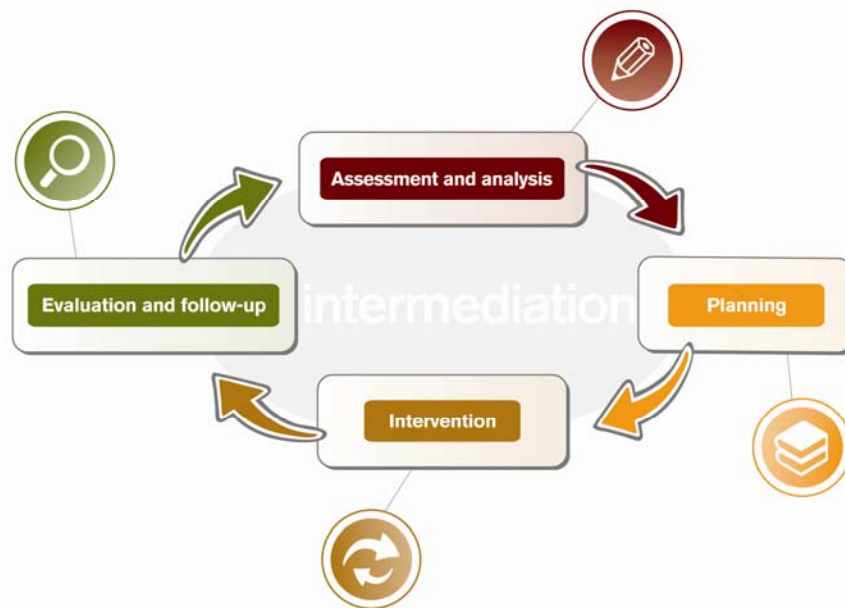 Assessment and analysis
Evaluation and follow-up
intermediation
Planning
Intervention